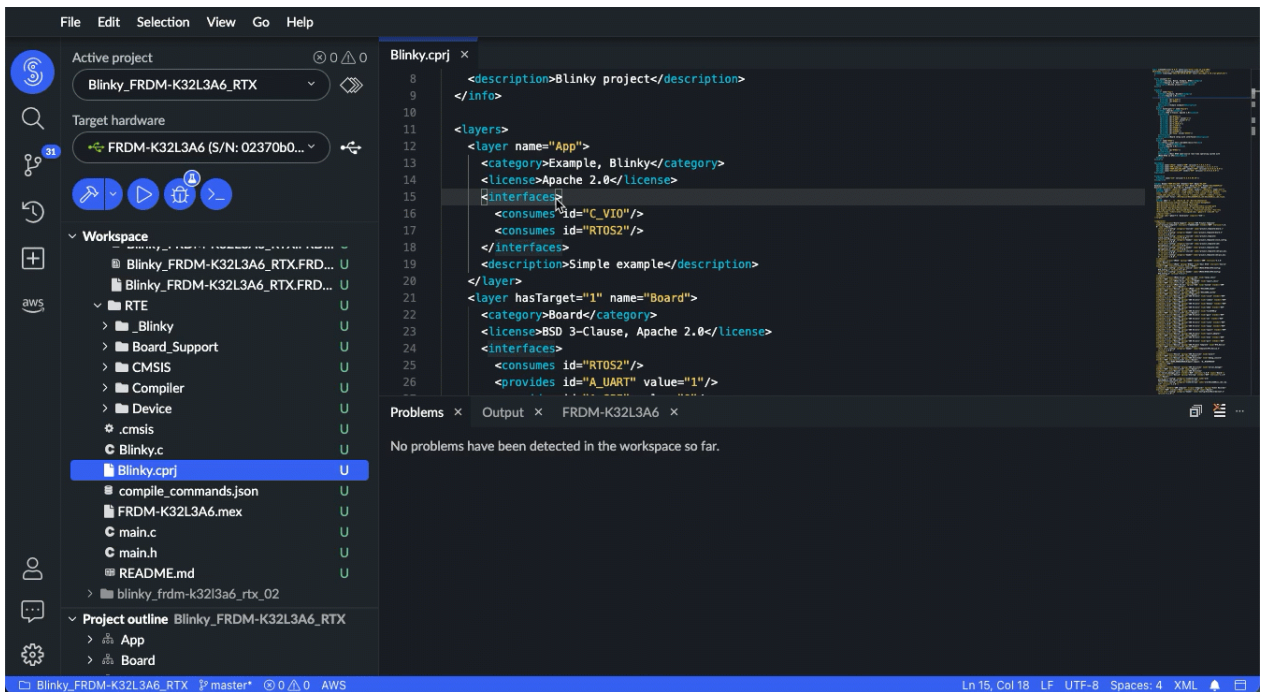 File Edit Selection View Go Help
Active project
0 0
Blinky_FRDM-K32L3A6_RTX
Target hardware
FRDM-K32L3A6 (S/N: 02370b0...
31
aws
Workspace
Blinky_FRDM-K32L3A6_RTX.FRD... U
Blinky_FRDM-K32L3A6_RTX.FRD... U
RTE U
_Blinky U
Board_Support U
CMSIS U
Compiler U
Device U
.cmsis U
Blinky.c U
Blinky.cprj U
compile_commands.json U
FRDM-K32L3A6.mex U
main.c U
main.h U
README.md U
blinky_frdm-k32l3a6_rtx_02
Project outline Blinky_FRDM-K32L3A6_RTX
App
Board
Blinky.cprj ×
8 <description>Blinky project</description>
9 </info>
10
11 <layers>
12 <layer name="App">
13 <category>Example, Blinky</category>
14 <license>Apache 2.0</license>
15 <interfaces>
16 <consumes id="C_VIO"/>
17 <consumes id="RTOS2"/>
18 </interfaces>
19 <description>Simple example</description>
20 </layer>
21 <layer hasTarget="1" name="Board">
22 <category>Board</category>
23 <license>BSD 3-Clause, Apache 2.0</license>
24 <interfaces>
25 <consumes id="RTOS2"/>
26 <provides id="A_UART" value="1"/>
Problems × Output × FRDM-K32L3A6 ×
No problems have been detected in the workspace so far.
Blinky_FRDM-K32L3A6_RTX master* 0 0 AWS Ln 15, Col 18 LF UTF-8 Spaces: 4 XML